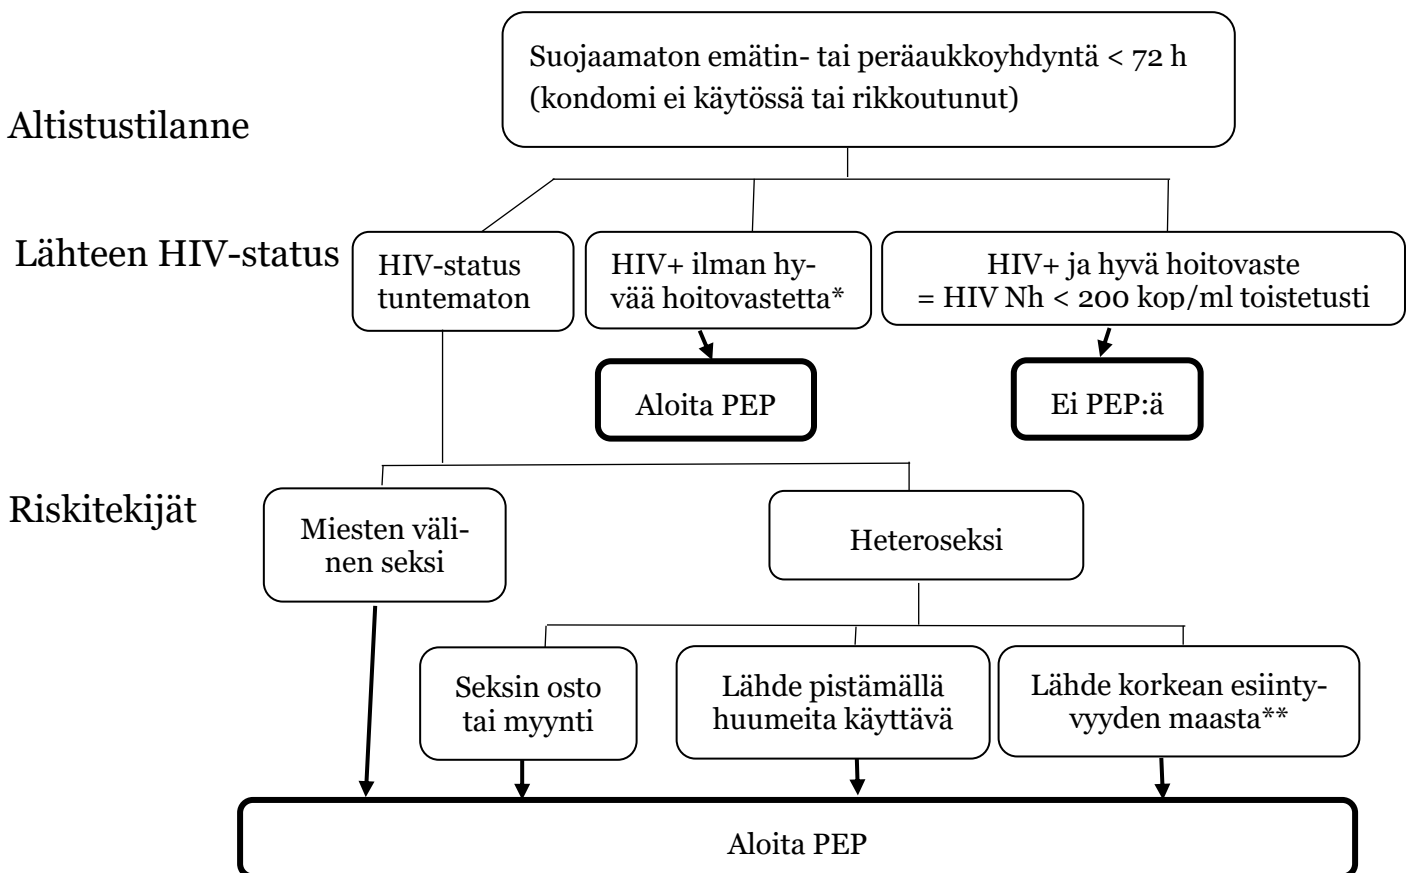 Suojaamaton emätin- tai peräaukkoyhdyntä < 72 h
(kondomi ei käytössä tai rikkoutunut)
Altistustilanne
Lähteen HIV-status
HIV-status
tuntematon
HIV+ ilman hy-
vää hoitovastetta*
HIV+ ja hyvä hoitovaste
= HIV Nh < 200 kop/ml toistetusti
Aloita PEP
Ei PEP:ä
Riskitekijät
Miesten väli-
nen seksi
Heteroseksi
Seksin osto
tai myynti
Lähde pistämällä
huumeita käyttävä
Lähde korkean esiinty-
vyyden maasta**
Aloita PEP